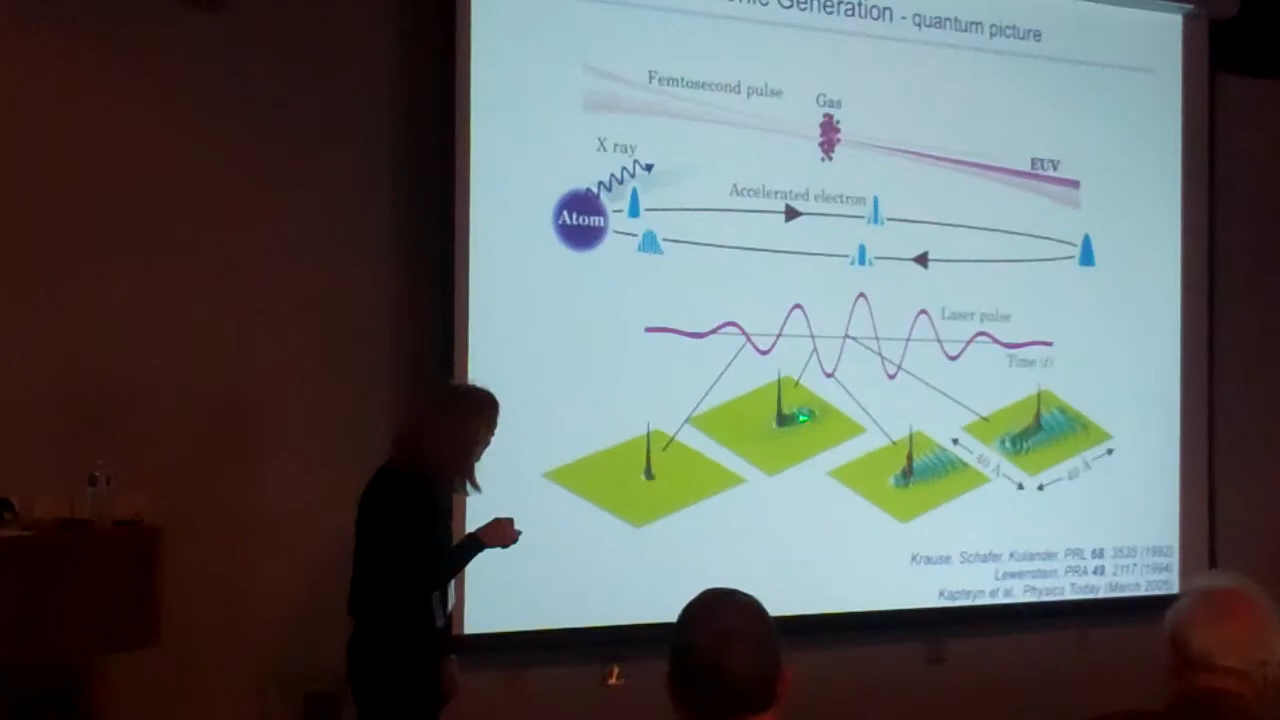 Generation - quantum picture
Femtosecond pulse
Gas
X ray
EUV
Accelerated electron
Atom
Laser pulse
Time (t)
40 Å
40 Å
Krause, Schafer, Kulander, PRL 68, 3535 (1992)
Lewenstein, PRA 49, 2117 (1994)
Kapteyn et al., Physics Today (March 2005)